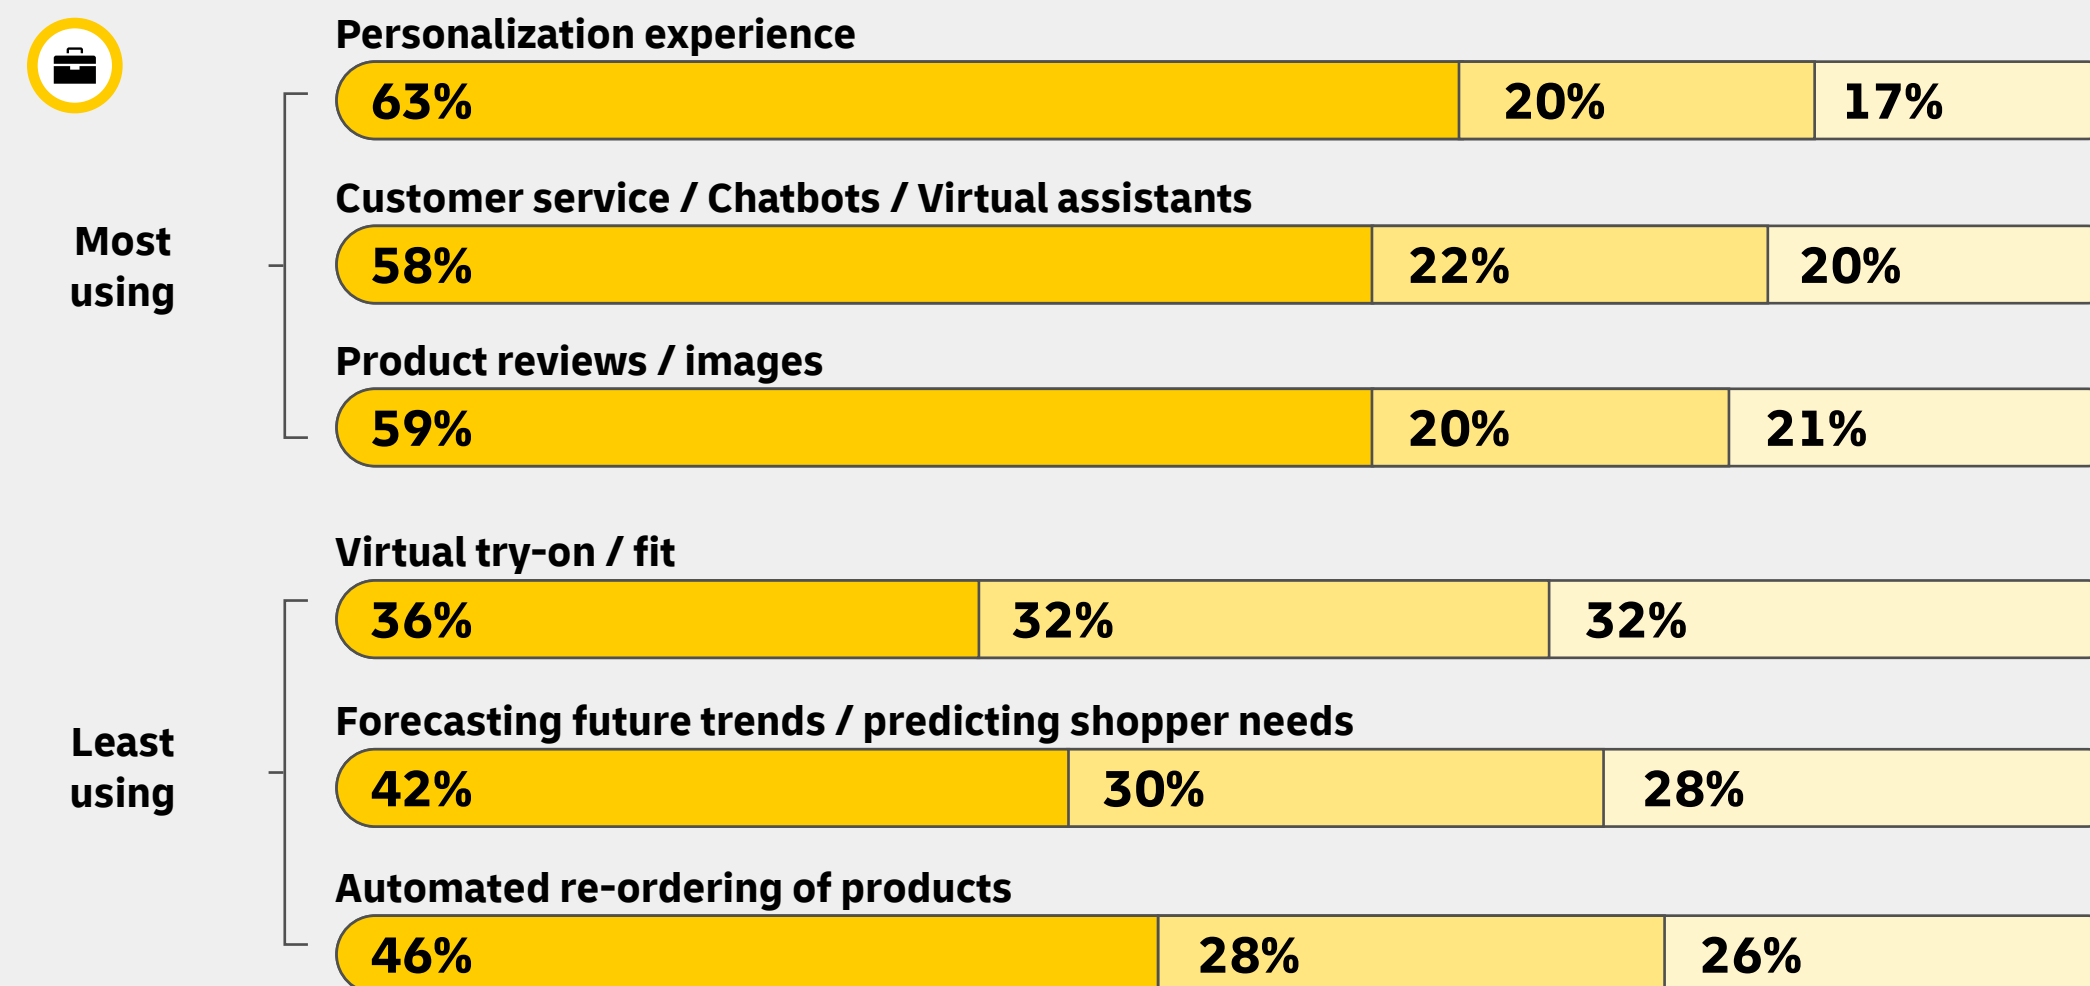 Personalization experience
63% 20% 17%
Customer service / Chatbots / Virtual assistants
Most
using
58% 22% 20%
Product reviews / images
59% 20% 21%
Virtual try-on / fit
36% 32% 32%
Forecasting future trends / predicting shopper needs
Least
using
42% 30% 28%
Automated re-ordering of products
46% 28% 26%